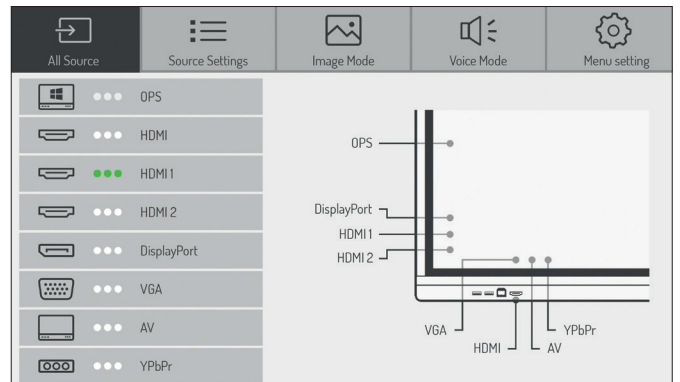 All Source
Source Settings
Image Mode
Voice Mode
Menu setting
OPS
HDMI
HDMI 1
HDMI 2
DisplayPort
VGA
AV
YPbPr
OPS
DisplayPort
HDMI 1
HDMI 2
VGA
HDMI
AV
YPbPr